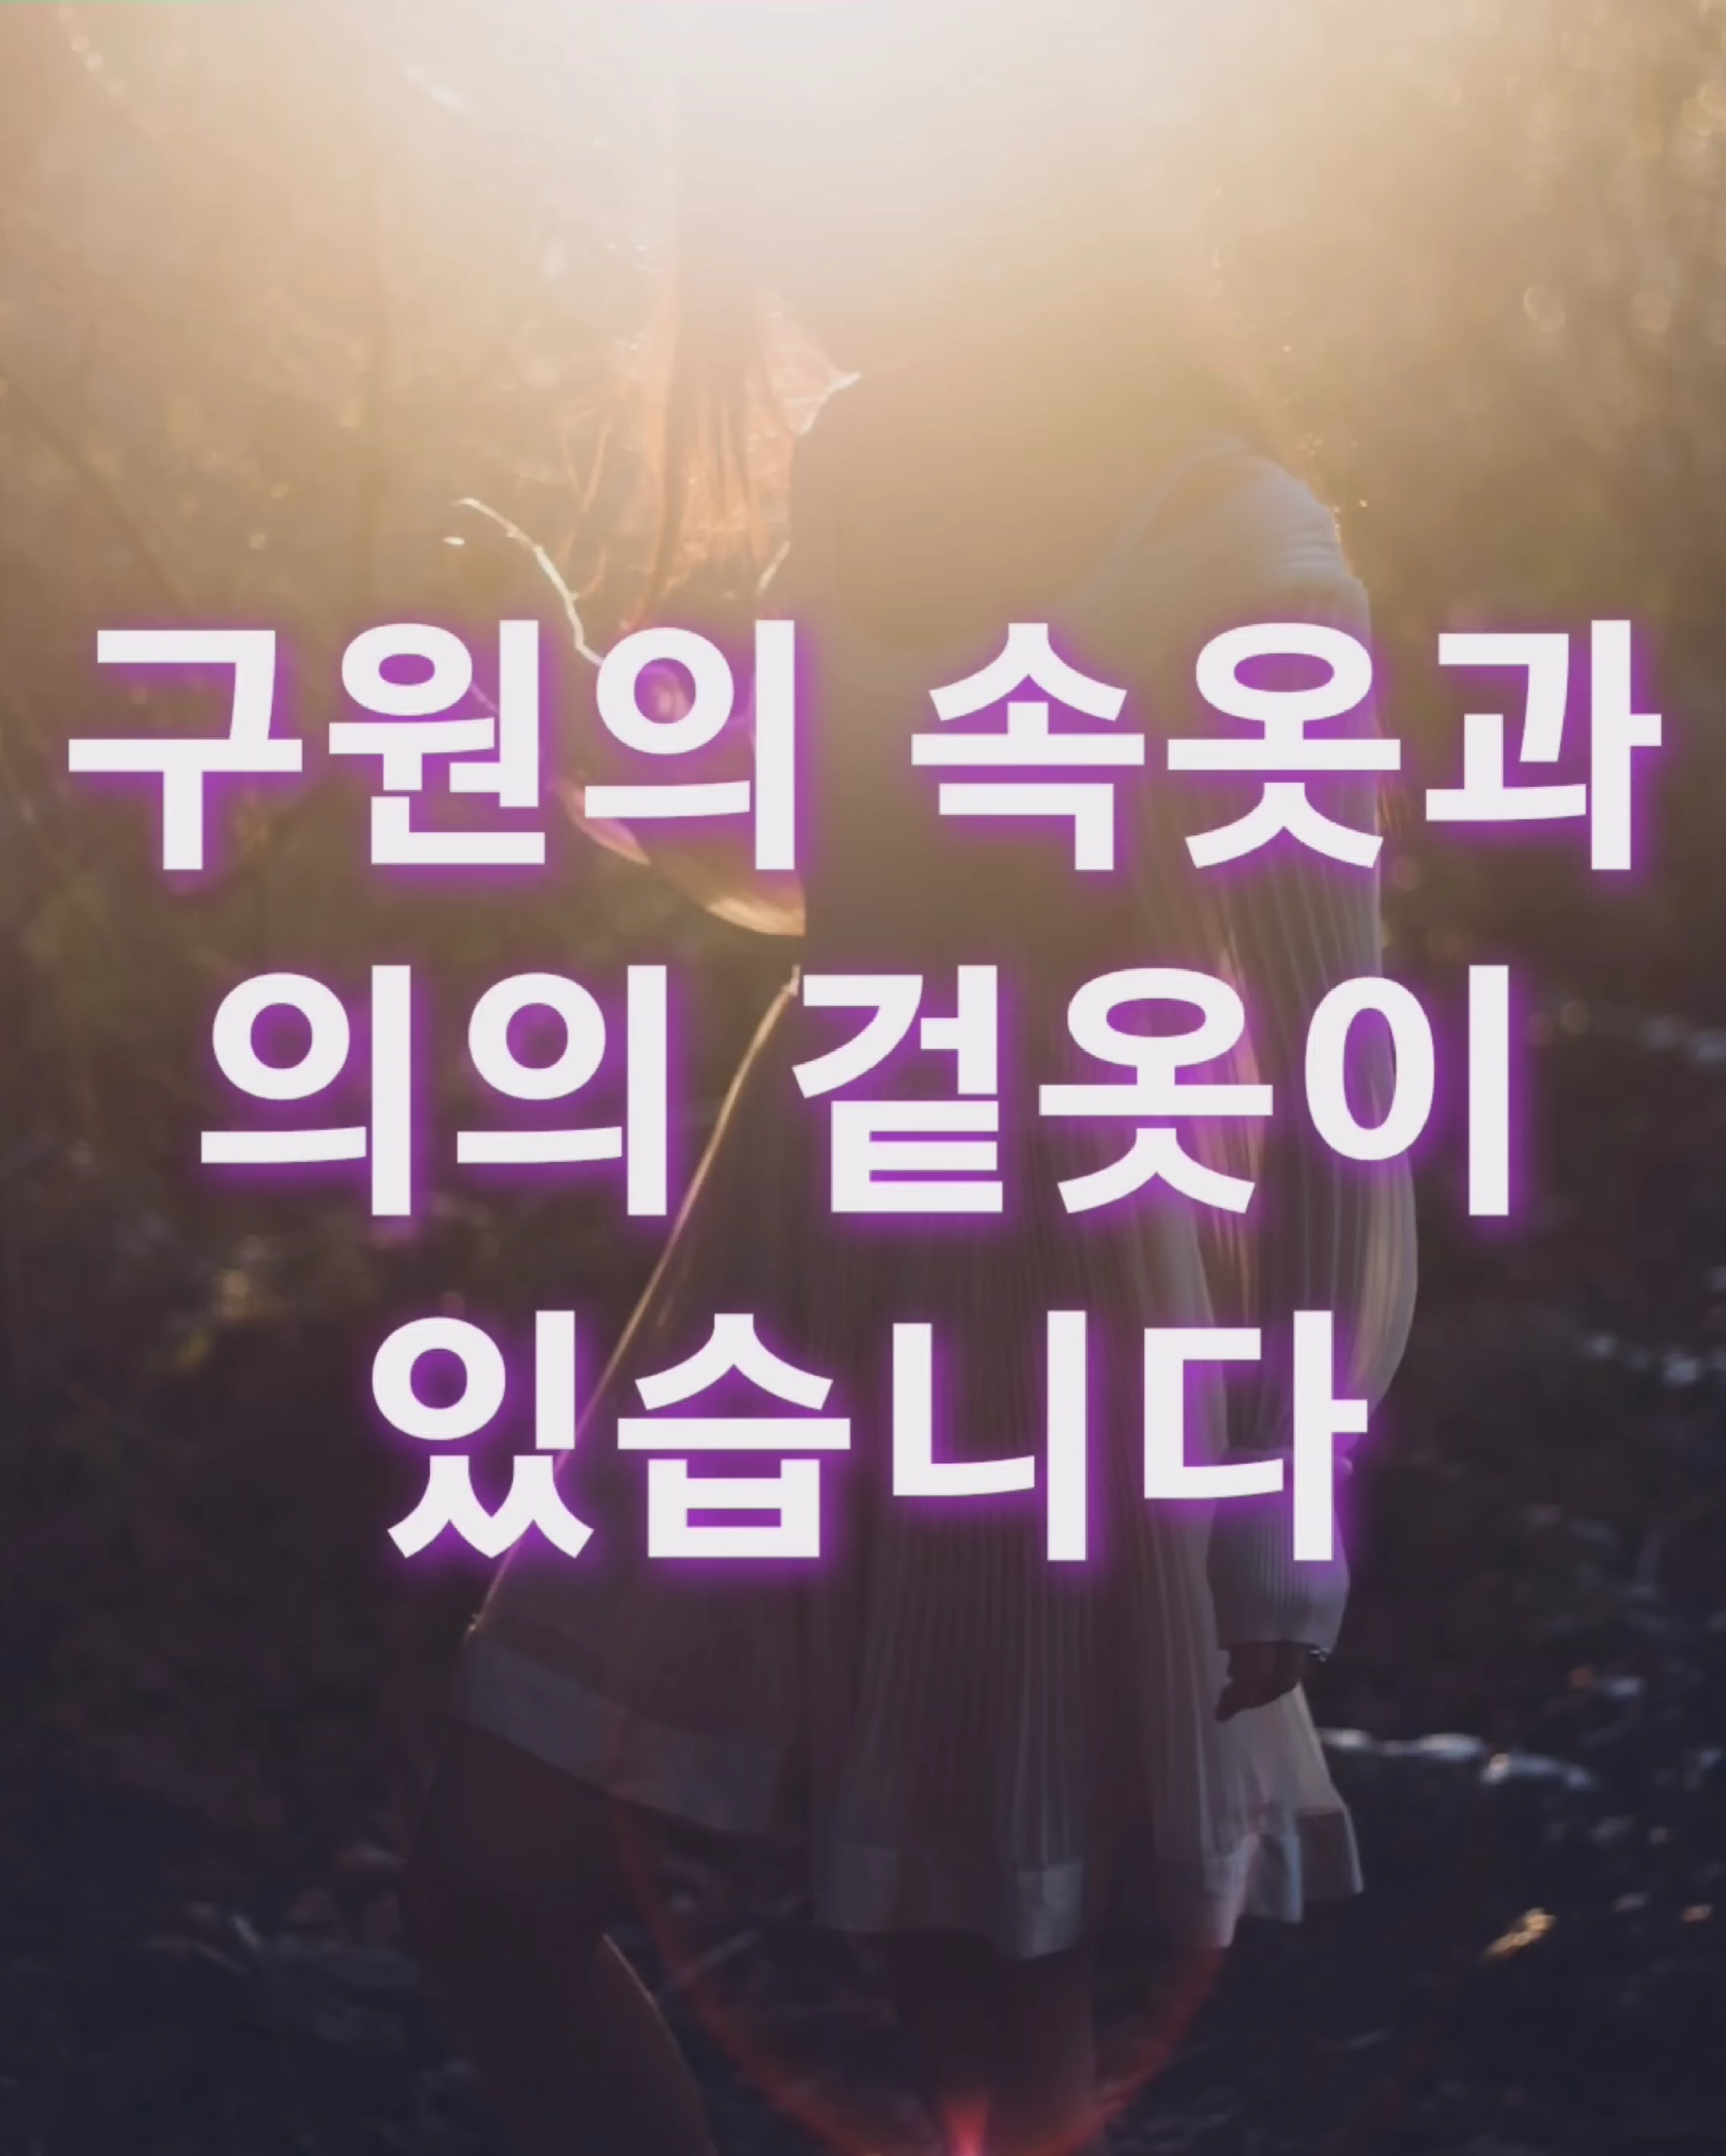 구원의 속옷과
의의 겉옷이
있습니다